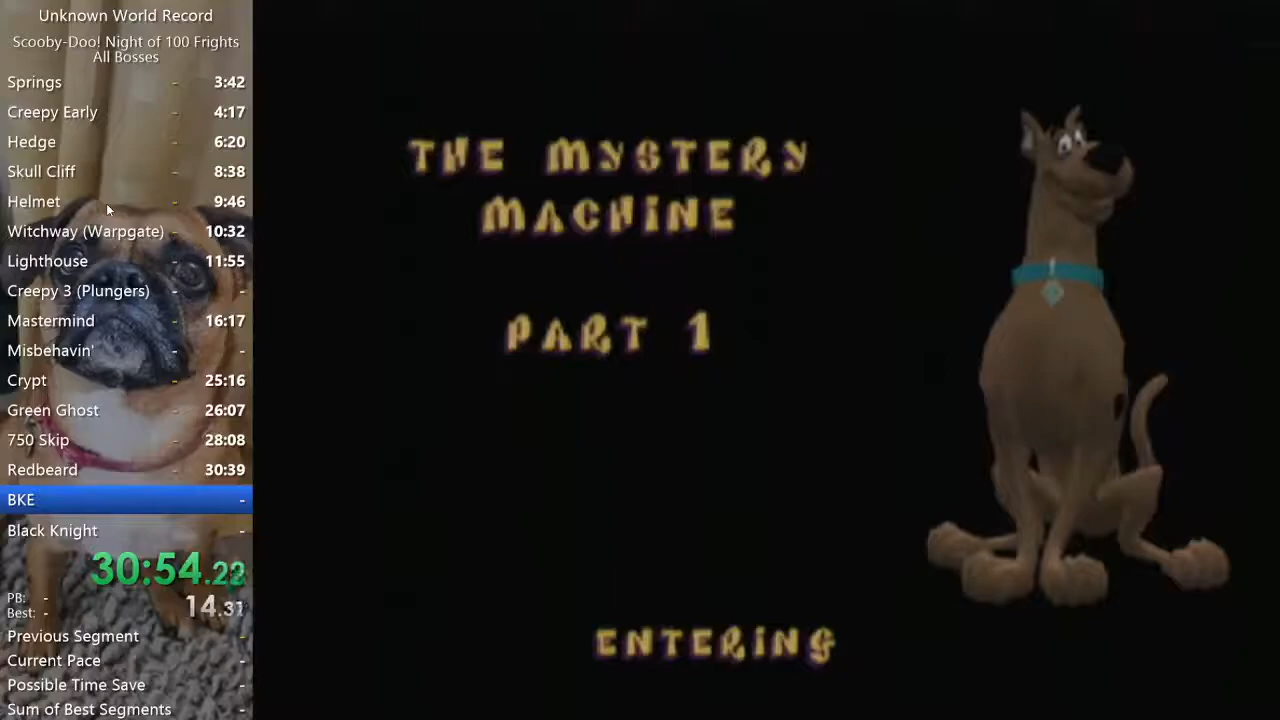 Unknown World Record
Scooby-Doo! Night of 100 Frights
All Bosses
Springs - 3:42
Creepy Early - 4:17
Hedge - 6:20
Skull Cliff - 8:38
Helmet - 9:46
Witchway (Warpgate) - 10:32
Lighthouse - 11:55
Creepy 3 (Plungers) - -
Mastermind - 16:17
Misbehavin' - -
Crypt - 25:16
Green Ghost - 26:07
750 Skip - 28:08
Redbeard - 30:39
BKE -
Black Knight -
30:54.22
PB: -
Best: -
14.31
Previous Segment -
Current Pace -
Possible Time Save -
Sum of Best Segments -
THE MYSTERY
MACHINE
PART 1
ENTERING